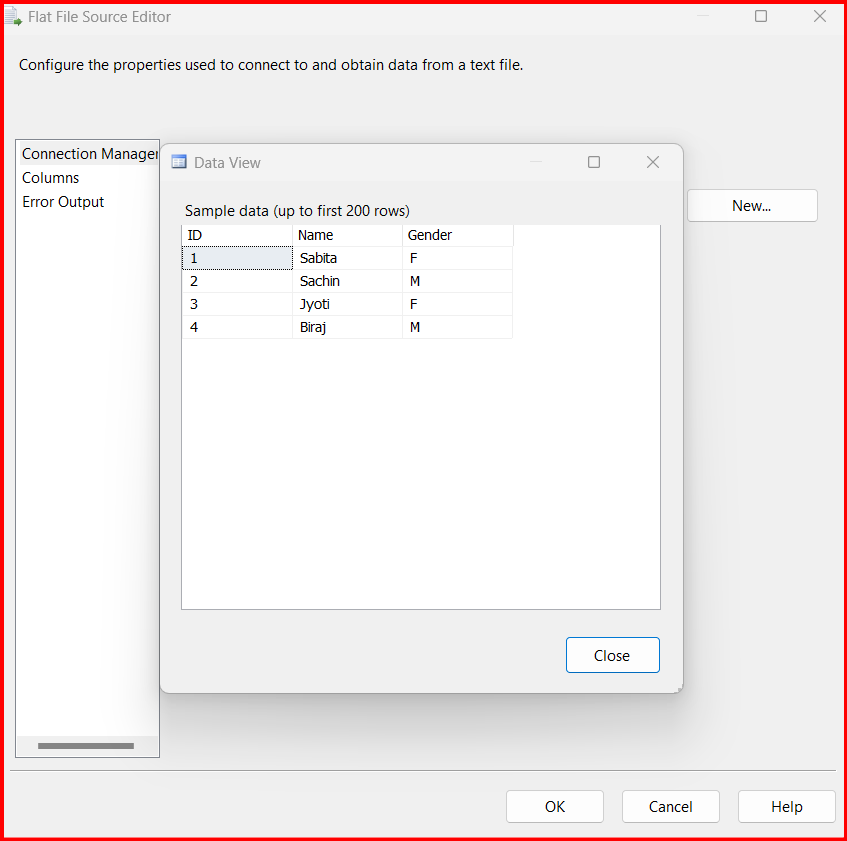 Flat File Source Editor
Configure the properties used to connect to and obtain data from a text file.
Connection Manager
Columns
Error Output
Data View
Sample data (up to first 200 rows)
ID Name Gender
1 Sabita F
2 Sachin M
3 Jyoti F
4 Biraj M
Close
New...
OK Cancel Help